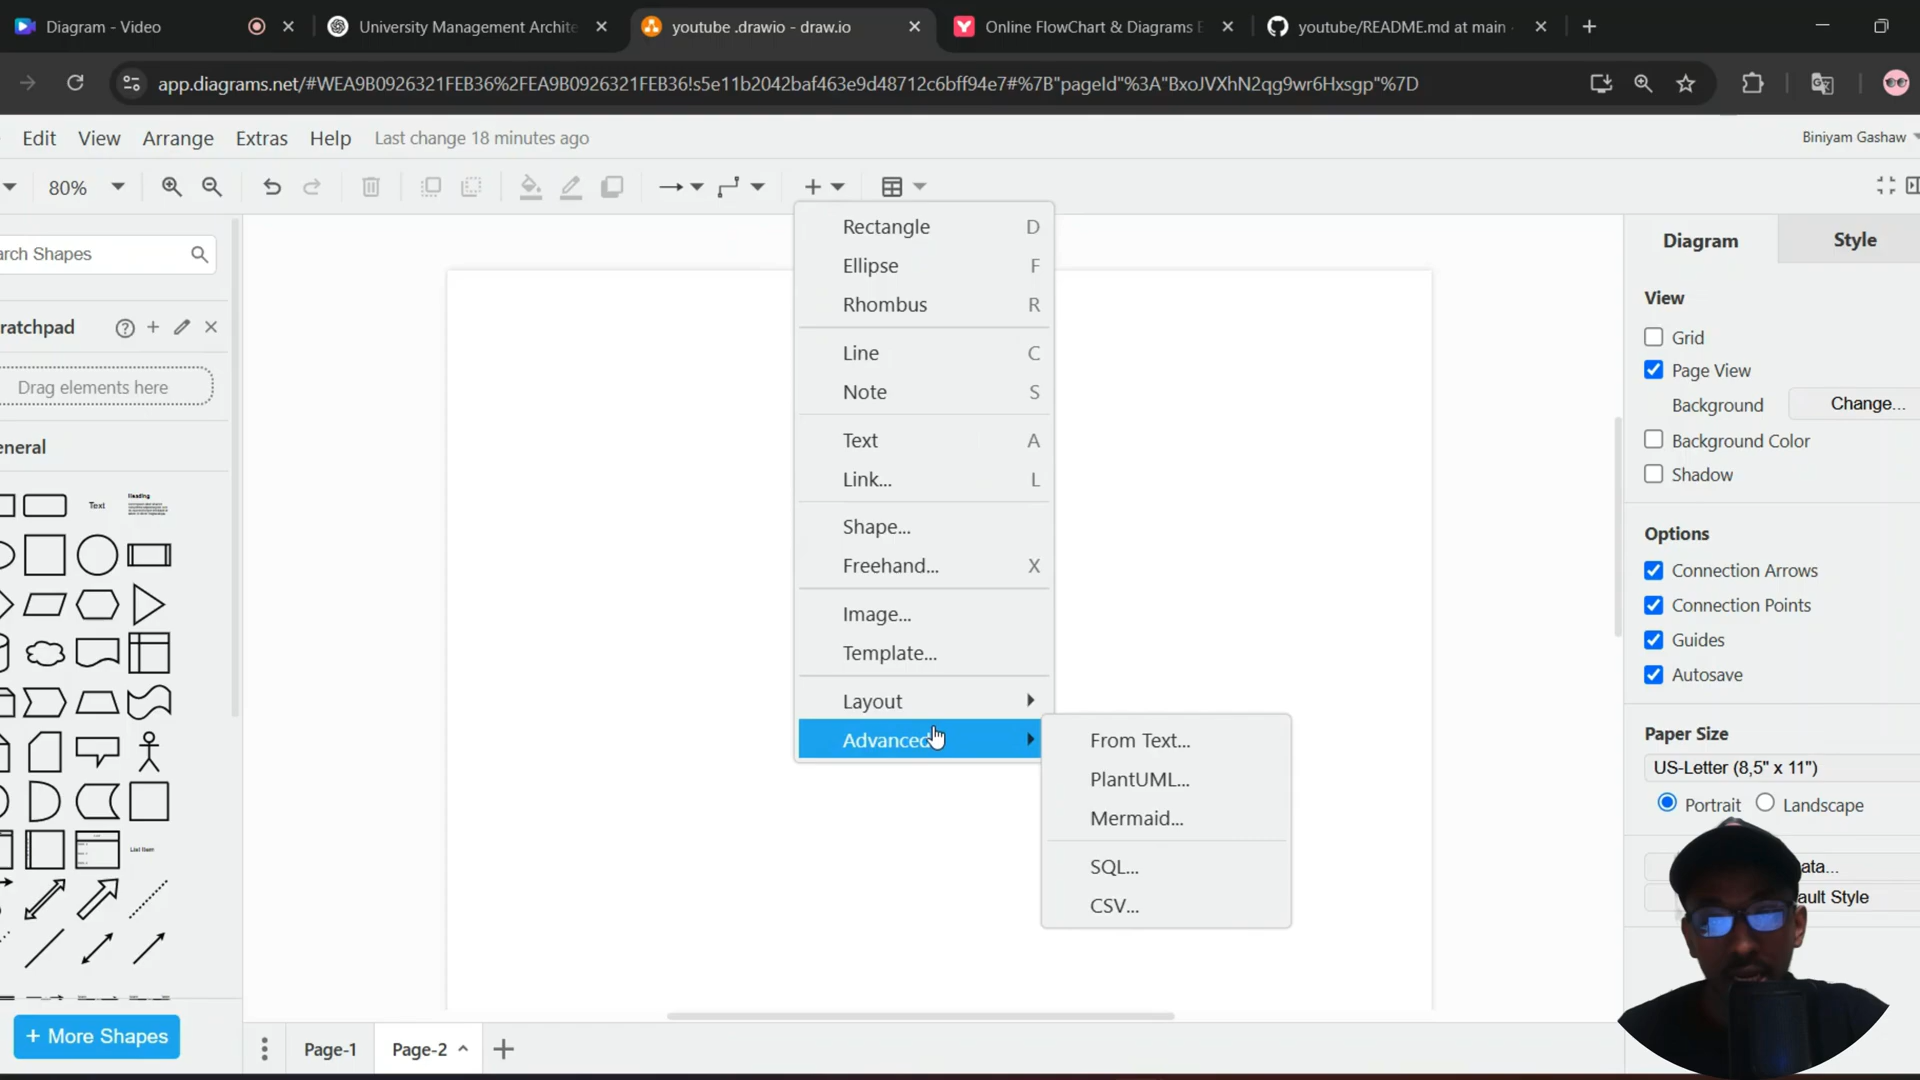 Diagram - Video
University Management Archite
youtube .drawio - draw.io
Online FlowChart & Diagrams E
youtube/README.md at main
app.diagrams.net/#WEA9B0926321FEB36%2FEA9B0926321FEB36!s5e11b2042baf463e9d48712c6bff94e7#%7B"pageId"%3A"BxoJVXhN2qg9wr6Hxsgp"%7D
Edit View Arrange Extras Help Last change 18 minutes ago
Biniyam Gashaw
80%
arch Shapes
ratchpad
Drag elements here
eneral
Text
Heading
List Item
+ More Shapes
Rectangle D
Ellipse F
Rhombus R
Line C
Note S
Text A
Link... L
Shape...
Freehand... X
Image...
Template...
Layout
Advanced
From Text...
PlantUML...
Mermaid...
SQL...
CSV...
Diagram Style
View
Grid
Page View
Background Change...
Background Color
Shadow
Options
Connection Arrows
Connection Points
Guides
Autosave
Paper Size
US-Letter (8,5" x 11")
Portrait Landscape
ata...
ault Style
Page-1
Page-2